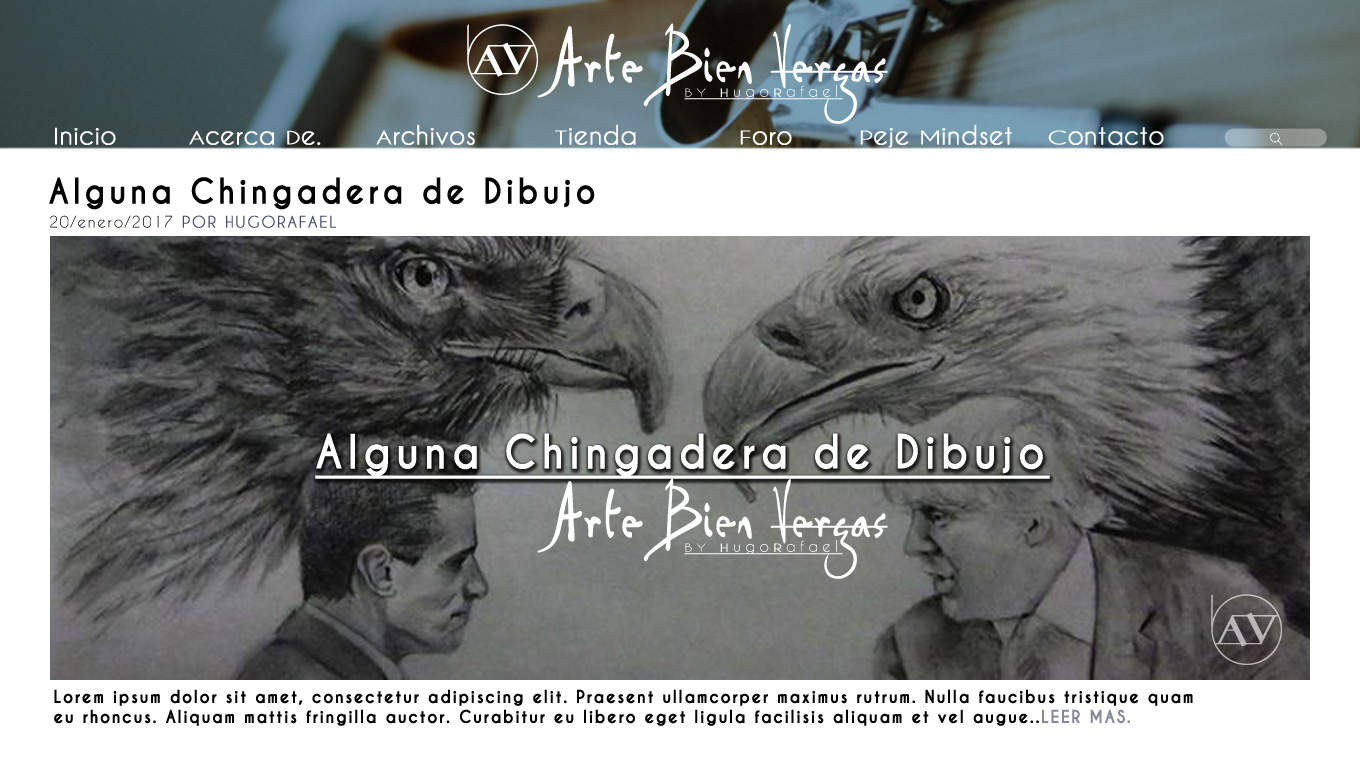 AV Arte Bien Vergas
BY HugoRafael
Inicio Acerca De. Archivos Tienda Foro Peje Mindset Contacto
Alguna Chingadera de Dibujo
20/enero/2017 POR HUGORAFAEL
Alguna Chingadera de Dibujo
Arte Bien Vergas
BY HugoRafael
AV
Lorem ipsum dolor sit amet, consectetur adipiscing elit. Praesent ullamcorper maximus rutrum. Nulla faucibus tristique quam
eu rhoncus. Aliquam mattis fringilla auctor. Curabitur eu libero eget ligula facilisis aliquam et vel augue..LEER MAS.